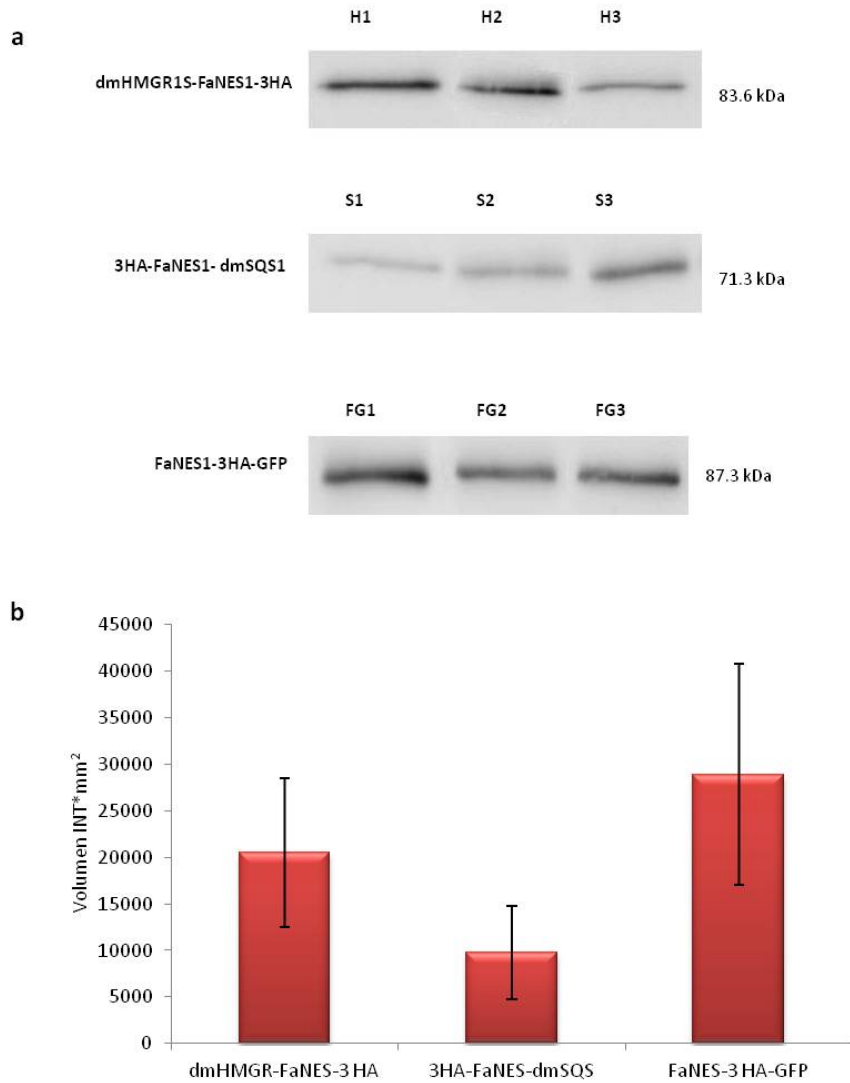 a
H1 H2 H3
dmHMGR1S-FaNES1-3HA
83.6 kDa
S1 S2 S3
3HA-FaNES1- dmSQS1
71.3 kDa
FG1 FG2 FG3
FaNES1-3HA-GFP
87.3 kDa
b
Volumen INT*mm²
45000
40000
35000
30000
25000
20000
15000
10000
5000
0
dmHMGR-FaNES-3 HA 3HA-FaNES-dmSQS FaNES-3 HA-GFP